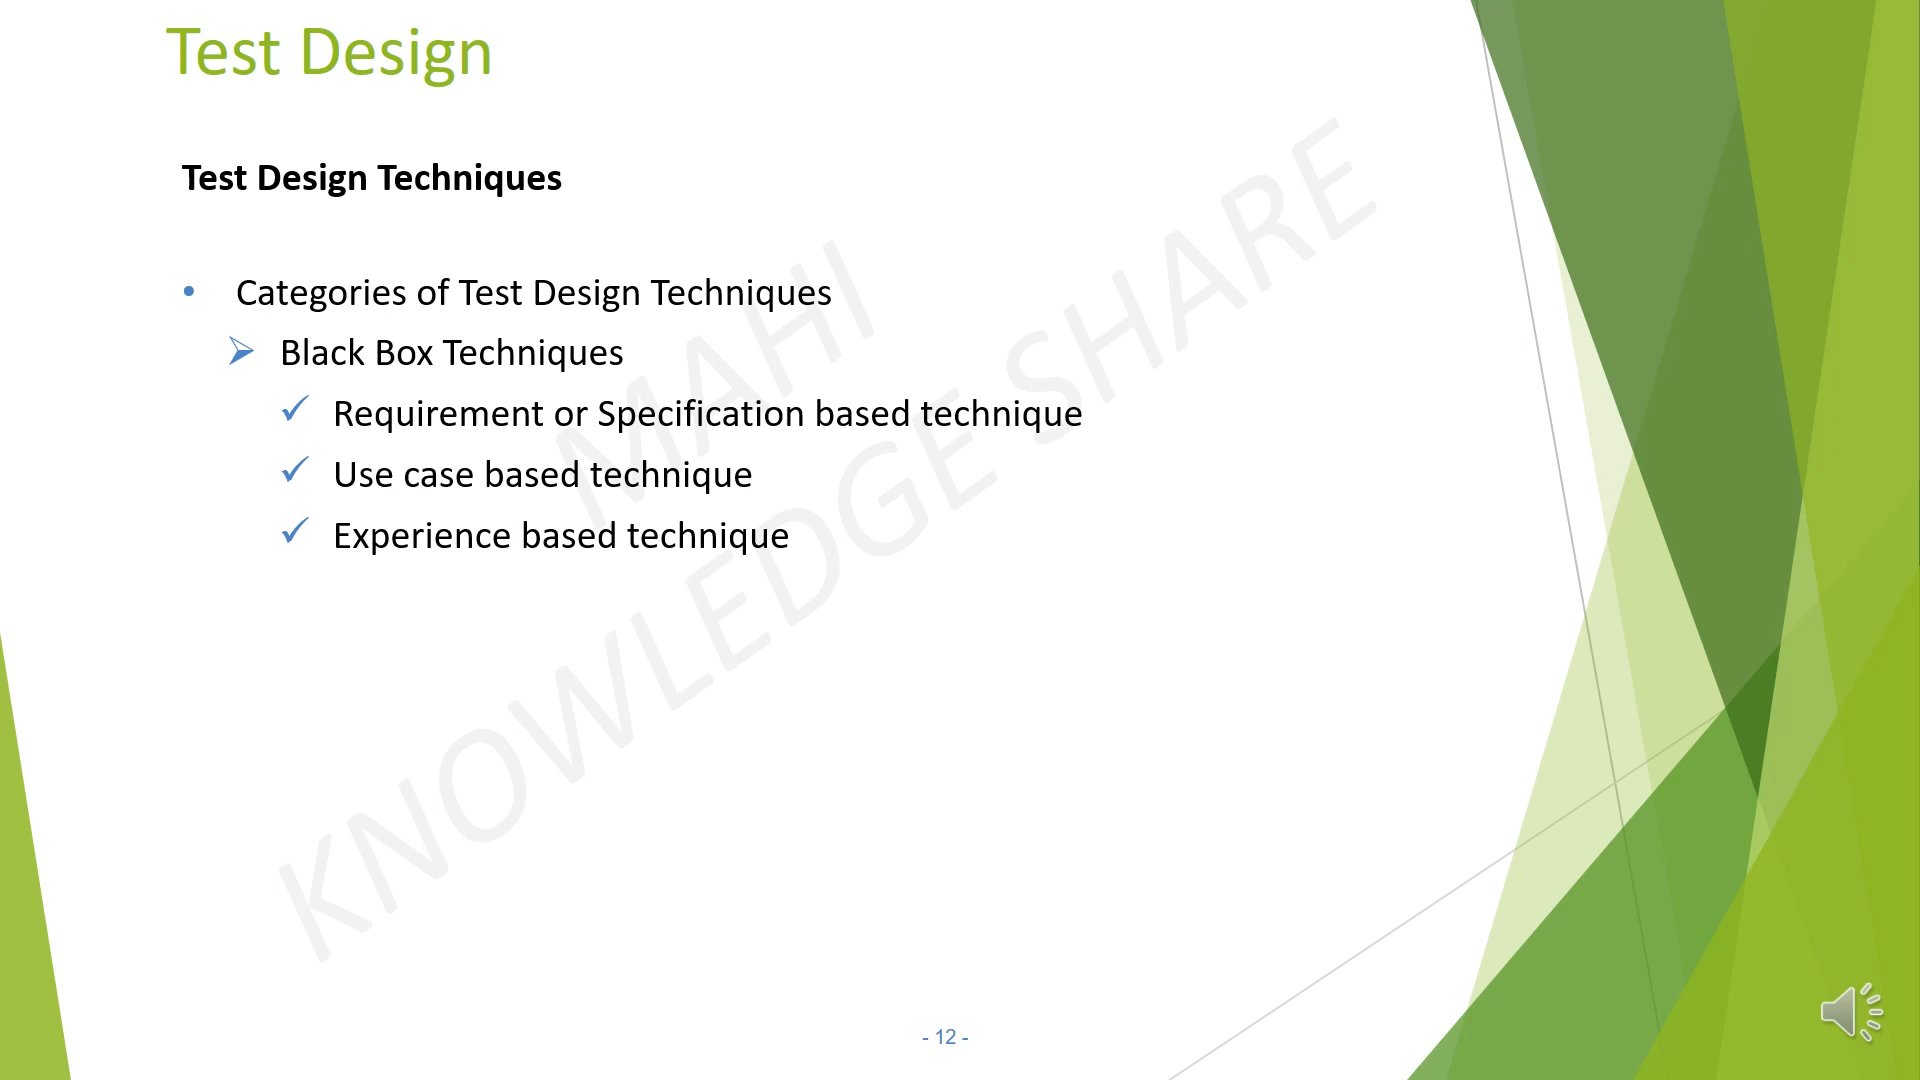 Test Design
Test Design Techniques
• Categories of Test Design Techniques
➢ Black Box Techniques
✓ Requirement or Specification based technique
✓ Use case based technique
✓ Experience based technique
MAHI
KNOWLEDGE SHARE
- 12 -